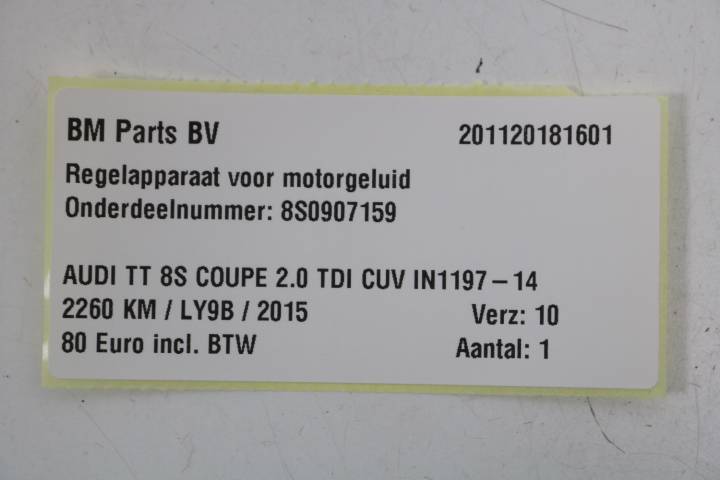 BM Parts BV 201120181601
Regelapparaat voor motorgeluid
Onderdeelnummer: 8S0907159
AUDI TT 8S COUPE 2.0 TDI CUV IN1197 – 14
2260 KM / LY9B / 2015 Verz: 10
80 Euro incl. BTW Aantal: 1